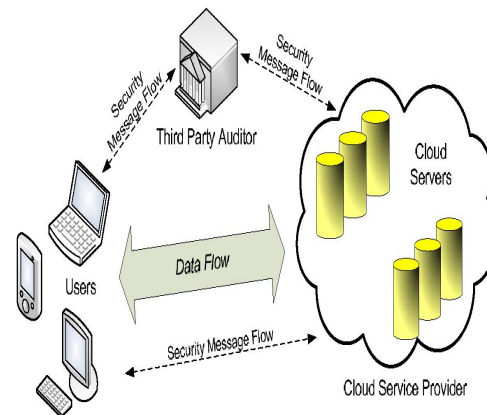 Security
Message Flow
Security
Message Flow
Third Party Auditor
Cloud
Servers
Users
Data Flow
Security Message Flow
Cloud Service Provider